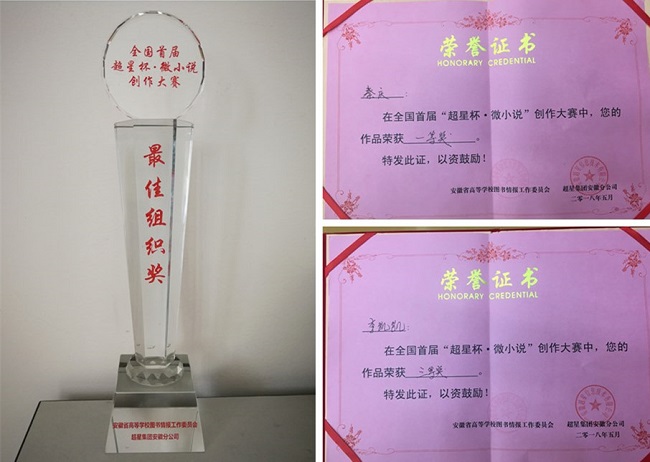 全国首届
超星杯·微小说
创作大赛
最佳组织奖
安徽省高等学校图书情报工作委员会
超星集团安徽分公司
荣誉证书
HONORARY CREDENTIAL
秦庆:
在全国首届“超星杯·微小说”创作大赛中，您的
作品荣获 一等奖 。
特发此证，以资鼓励！
安徽省高等学校图书情报工作委员会 超星集团安徽分公司
二零一八年五月
荣誉证书
HONORARY CREDENTIAL
李凯凯:
在全国首届“超星杯·微小说”创作大赛中，您的
作品荣获 三等奖 。
特发此证，以资鼓励！
安徽省高等学校图书情报工作委员会 超星集团安徽分公司
二〇一八年五月